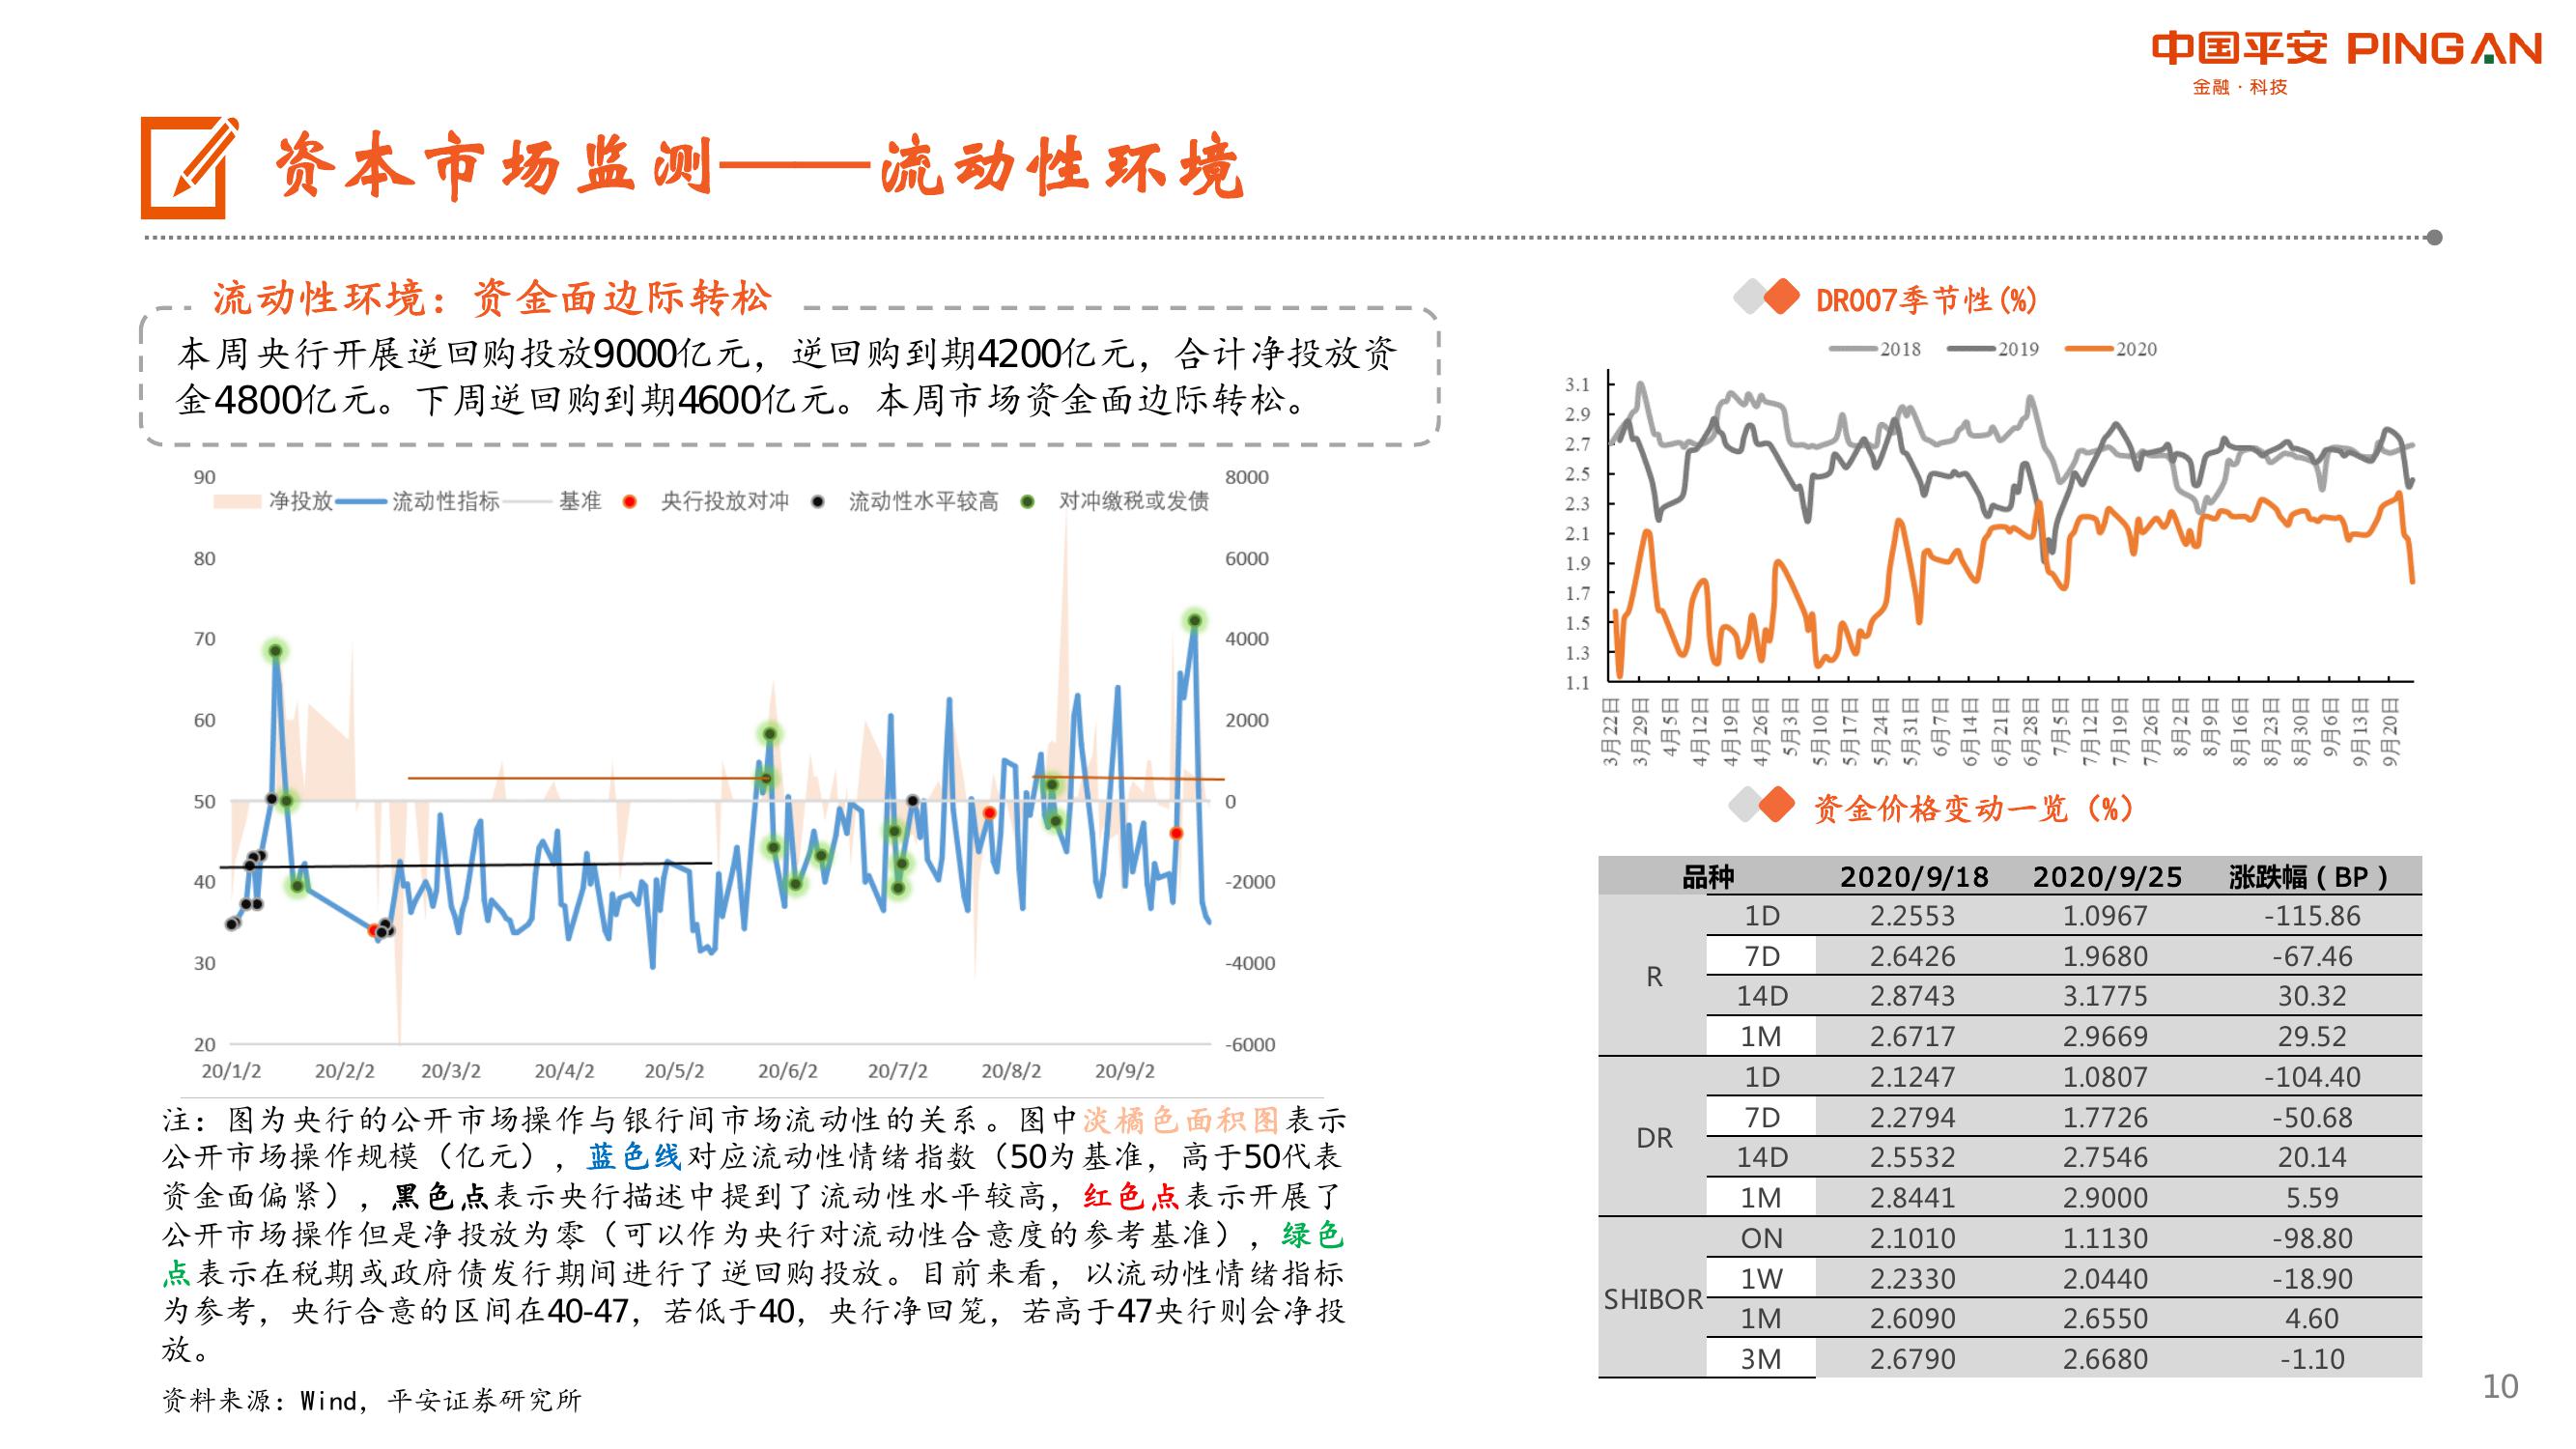 中国平安 PINGAN
金融·科技
资本市场监测——流动性环境
流动性环境：资金面边际转松
本周央行开展逆回购投放9000亿元，逆回购到期4200亿元，合计净投放资
金4800亿元。下周逆回购到期4600亿元。本周市场资金面边际转松。
90
80
70
60
50
40
30
20
净投放 流动性指标 基准 央行投放对冲 流动性水平较高 对冲缴税或发债
8000
6000
4000
2000
0
-2000
-4000
-6000
20/1/2 20/2/2 20/3/2 20/4/2 20/5/2 20/6/2 20/7/2 20/8/2 20/9/2
注：图为央行的公开市场操作与银行间市场流动性的关系。图中淡橘色面积图表示
公开市场操作规模（亿元），蓝色线对应流动性情绪指数（50为基准，高于50代表
资金面偏紧），黑色点表示央行描述中提到了流动性水平较高，红色点表示开展了
公开市场操作但是净投放为零（可以作为央行对流动性合意度的参考基准），绿色
点表示在税期或政府债发行期间进行了逆回购投放。目前来看，以流动性情绪指标
为参考，央行合意的区间在40-47，若低于40，央行净回笼，若高于47央行则会净投
放。
资料来源：Wind，平安证券研究所
DR007季节性(%)
2018 2019 2020
3.1
2.9
2.7
2.5
2.3
2.1
1.9
1.7
1.5
1.3
1.1
3月22日 3月29日 4月5日 4月12日 4月19日 4月26日 5月3日 5月10日 5月17日 5月24日 5月31日 6月7日 6月14日 6月21日 6月28日 7月5日 7月12日 7月19日 7月26日 8月2日 8月9日 8月16日 8月23日 8月30日 9月6日 9月13日 9月20日
资金价格变动一览（%）
品种 2020/9/18 2020/9/25 涨跌幅（BP）
R
1D 2.2553 1.0967 -115.86
7D 2.6426 1.9680 -67.46
14D 2.8743 3.1775 30.32
1M 2.6717 2.9669 29.52
DR
1D 2.1247 1.0807 -104.40
7D 2.2794 1.7726 -50.68
14D 2.5532 2.7546 20.14
1M 2.8441 2.9000 5.59
SHIBOR
ON 2.1010 1.1130 -98.80
1W 2.2330 2.0440 -18.90
1M 2.6090 2.6550 4.60
3M 2.6790 2.6680 -1.10
10